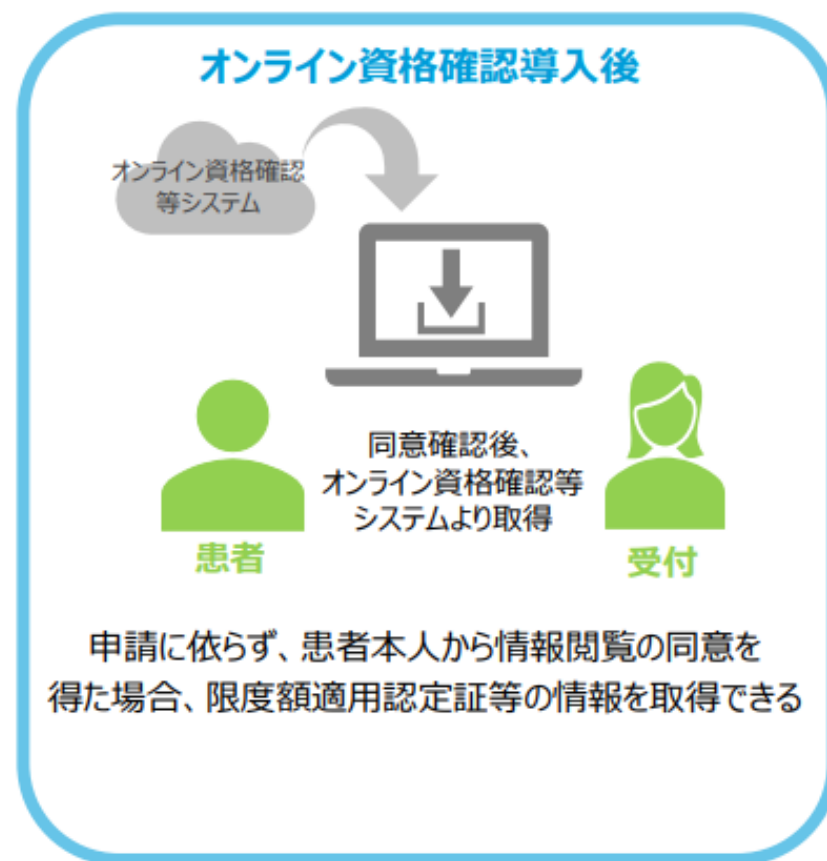 オンライン資格確認導入後
オンライン資格確認
等システム
同意確認後、
オンライン資格確認等
システムより取得
患者
受付
申請に依らず、患者本人から情報閲覧の同意を
得た場合、限度額適用認定証等の情報を取得できる